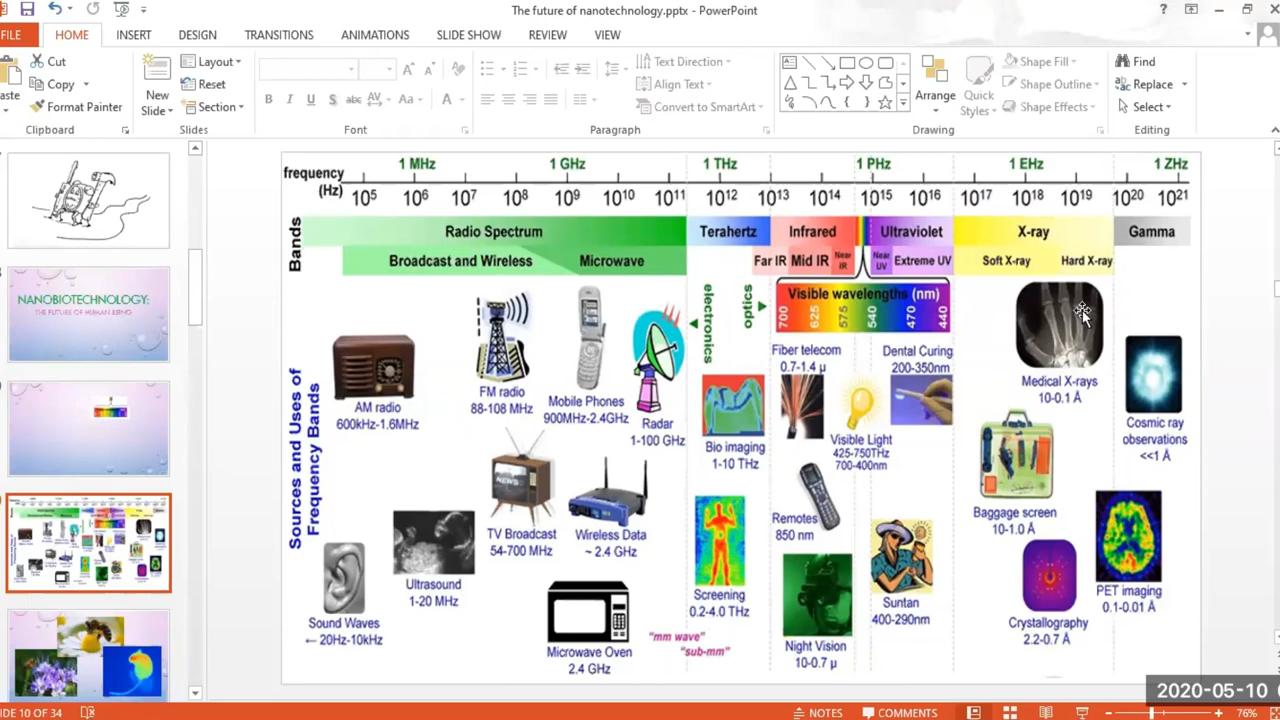 The future of nanotechnology.pptx - PowerPoint
FILE HOME INSERT DESIGN TRANSITIONS ANIMATIONS SLIDE SHOW REVIEW VIEW
Cut
Copy
Format Painter
aste
Clipboard
New
Slide
Layout
Reset
Section
Slides
Font
Text Direction
Align Text
Convert to SmartArt
Paragraph
Arrange
Quick
Styles
Shape Fill
Shape Outline
Shape Effects
Drawing
Find
Replace
Select
Editing
NANOBIOTECHNOLOGY:
THE FUTURE OF HUMAN BEING
1 MHz 1 GHz 1 THz 1 PHz 1 EHz 1 ZHz
frequency
(Hz)
10⁵ 10⁶ 10⁷ 10⁸ 10⁹ 10¹⁰ 10¹¹ 10¹² 10¹³ 10¹⁴ 10¹⁵ 10¹⁶ 10¹⁷ 10¹⁸ 10¹⁹ 10²⁰ 10²¹
Bands
Radio Spectrum Terahertz Infrared Ultraviolet X-ray Gamma
Broadcast and Wireless Microwave Far IR Mid IR Near IR Near UV Extreme UV Soft X-ray Hard X-ray
electronics
optics
Visible wavelengths (nm)
700 625 575 540 470 440
Sources and Uses of
Frequency Bands
AM radio
600kHz-1.6MHz
FM radio
88-108 MHz
Mobile Phones
900MHz-2.4GHz
Radar
1-100 GHz
Bio imaging
1-10 THz
Fiber telecom
0.7-1.4 µ
Dental Curing
200-350nm
Visible Light
425-750THz
700-400nm
Medical X-rays
10-0.1 Å
Cosmic ray
observations
<<1 Å
NEWS
TV Broadcast
54-700 MHz
Wireless Data
~ 2.4 GHz
Remotes
850 nm
Baggage screen
10-1.0 Å
Sound Waves
← 20Hz-10kHz
Ultrasound
1-20 MHz
Microwave Oven
2.4 GHz
Screening
0.2-4.0 THz
"mm wave"
"sub-mm"
Night Vision
10-0.7 µ
Suntan
400-290nm
Crystallography
2.2-0.7 Å
PET imaging
0.1-0.01 Å
2020-05-10
SLIDE 10 OF 34
NOTES COMMENTS 76%